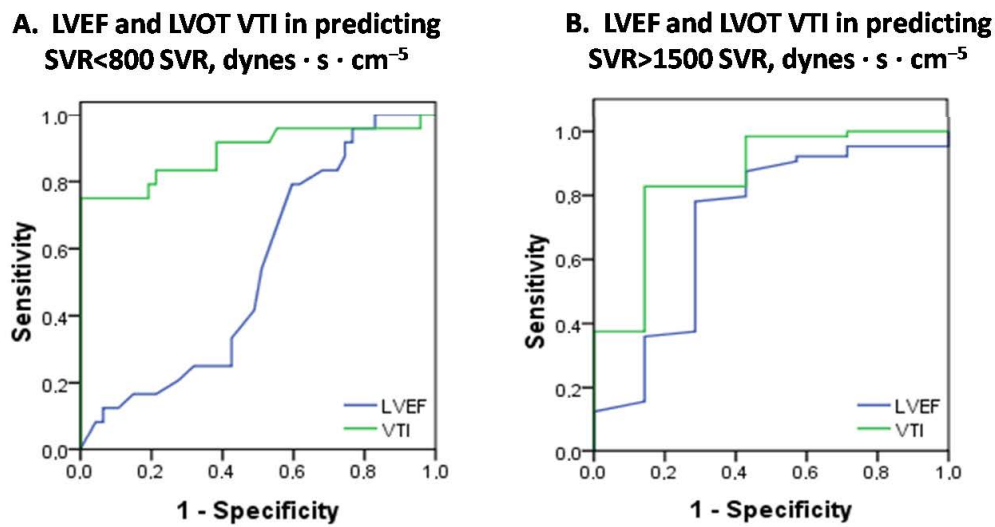 A. LVEF and LVOT VTI in predicting
SVR<800 SVR, dynes · s · cm⁻⁵
1.0
0.8
0.6
0.4
0.2
0.0
Sensitivity
LVEF
VTI
0.0 0.2 0.4 0.6 0.8 1.0
1 - Specificity
B. LVEF and LVOT VTI in predicting
SVR>1500 SVR, dynes · s · cm⁻⁵
1.0
0.8
0.6
0.4
0.2
0.0
Sensitivity
LVEF
VTI
0.0 0.2 0.4 0.6 0.8 1.0
1 - Specificity